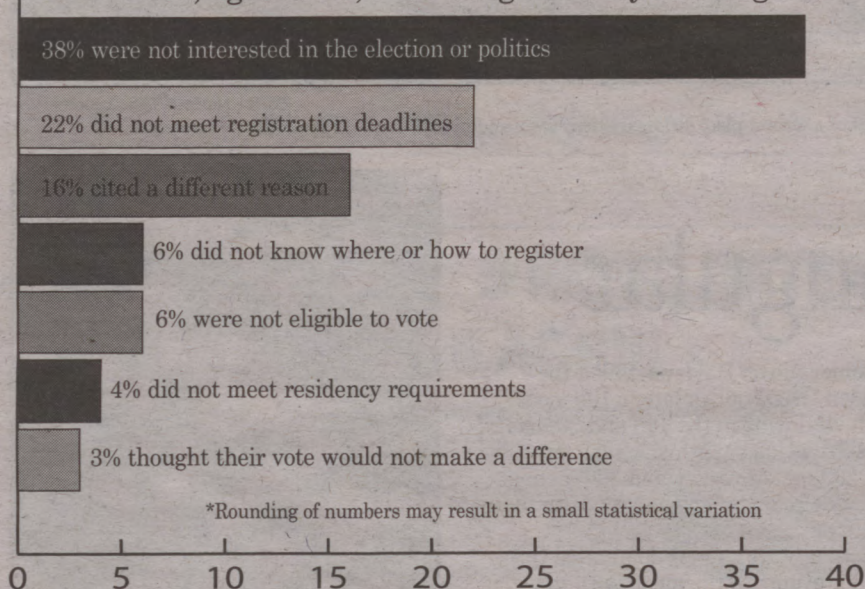 38% were not interested in the election or politics
22% did not meet registration deadlines
16% cited a different reason
6% did not know where or how to register
6% were not eligible to vote
4% did not meet residency requirements
3% thought their vote would not make a difference
*Rounding of numbers may result in a small statistical variation
0 5 10 15 20 25 30 35 40